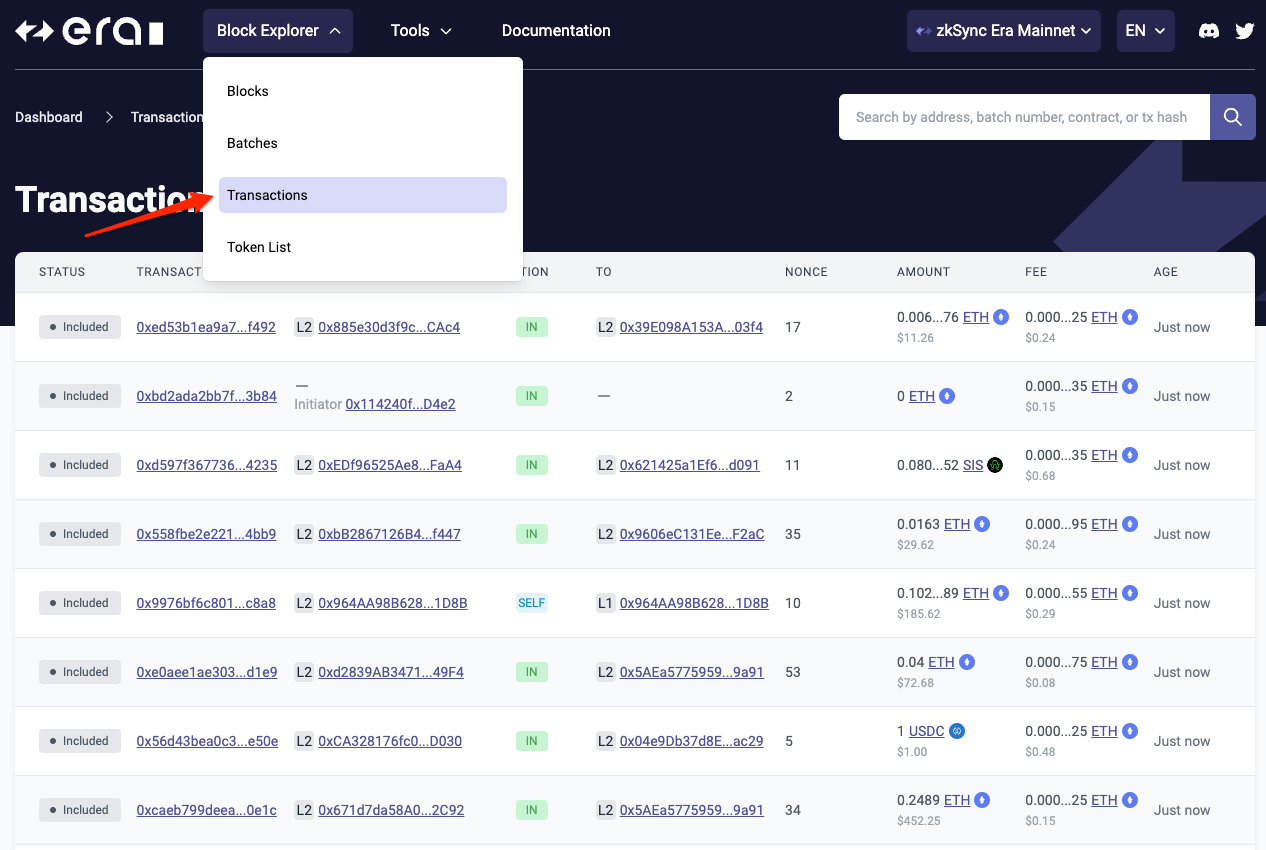 era
Block Explorer
Tools
Documentation
zkSync Era Mainnet
EN
Blocks
Batches
Transactions
Token List
Dashboard
Transaction
Search by address, batch number, contract, or tx hash
Transaction
STATUS TRANSACT TION TO NONCE AMOUNT FEE AGE
Included 0xed53b1ea9a7...f492 L2 0x885e30d3f9c...CAc4 IN L2 0x39E098A153A...03f4 17 0.006...76 ETH 0.000...25 ETH Just now
$11.26 $0.24
Included 0xbd2ada2bb7f...3b84 — IN — 2 0 ETH 0.000...35 ETH Just now
Initiator 0x114240f...D4e2 $0.15
Included 0xd597f367736...4235 L2 0xEDf96525Ae8...FaA4 IN L2 0x621425a1Ef6...d091 11 0.080...52 SIS 0.000...35 ETH Just now
$0.68
Included 0x558fbe2e221...4bb9 L2 0xbB2867126B4...f447 IN L2 0x9606eC131Ee...F2aC 35 0.0163 ETH 0.000...95 ETH Just now
$29.62 $0.24
Included 0x9976bf6c801...c8a8 L2 0x964AA98B628...1D8B SELF L1 0x964AA98B628...1D8B 10 0.102...89 ETH 0.000...55 ETH Just now
$185.62 $0.29
Included 0xe0aee1ae303...d1e9 L2 0xd2839AB3471...49F4 IN L2 0x5AEa5775959...9a91 53 0.04 ETH 0.000...75 ETH Just now
$72.68 $0.08
Included 0x56d43bea0c3...e50e L2 0xCA328176fc0...D030 IN L2 0x04e9Db37d8E...ac29 5 1 USDC 0.000...25 ETH Just now
$1.00 $0.48
Included 0xcaeb799deea...0e1c L2 0x671d7da58A0...2C92 IN L2 0x5AEa5775959...9a91 34 0.2489 ETH 0.000...25 ETH Just now
$452.25 $0.15